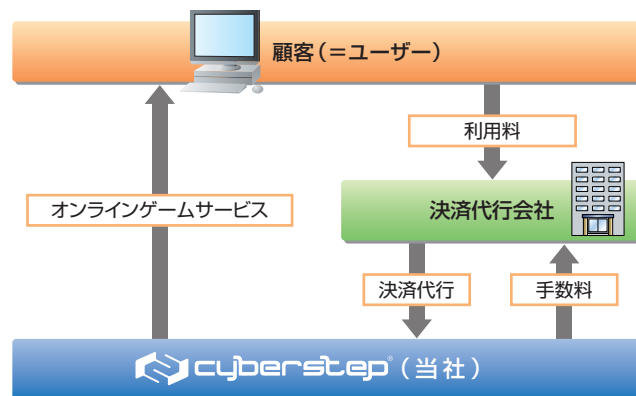 顧客（＝ユーザー）
利用料
オンラインゲームサービス
決済代行会社
決済代行
手数料
cyberstep®（当社）